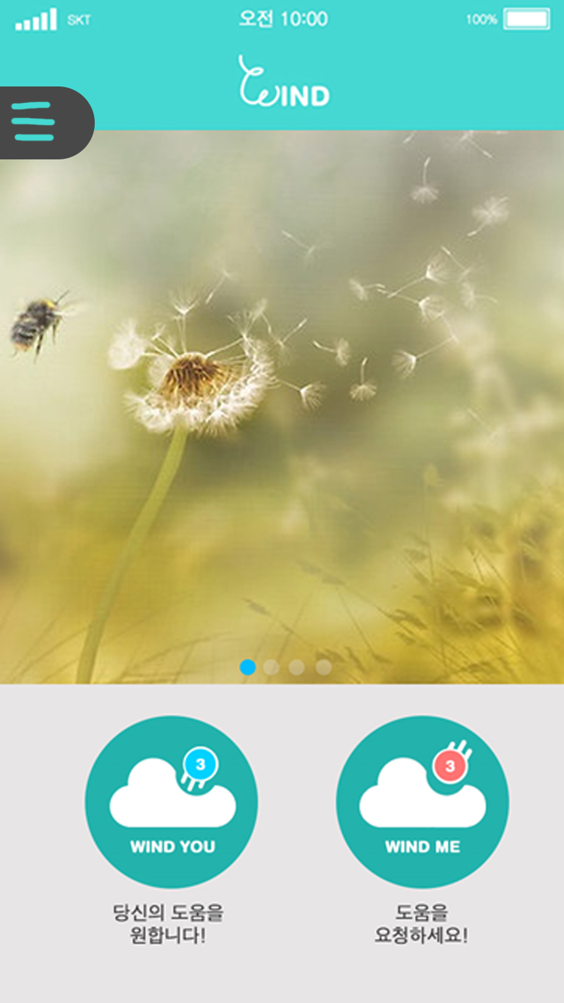 SKT
오전 10:00
100%
WIND
3
WIND YOU
당신의 도움을
원합니다!
3
WIND ME
도움을
요청하세요!